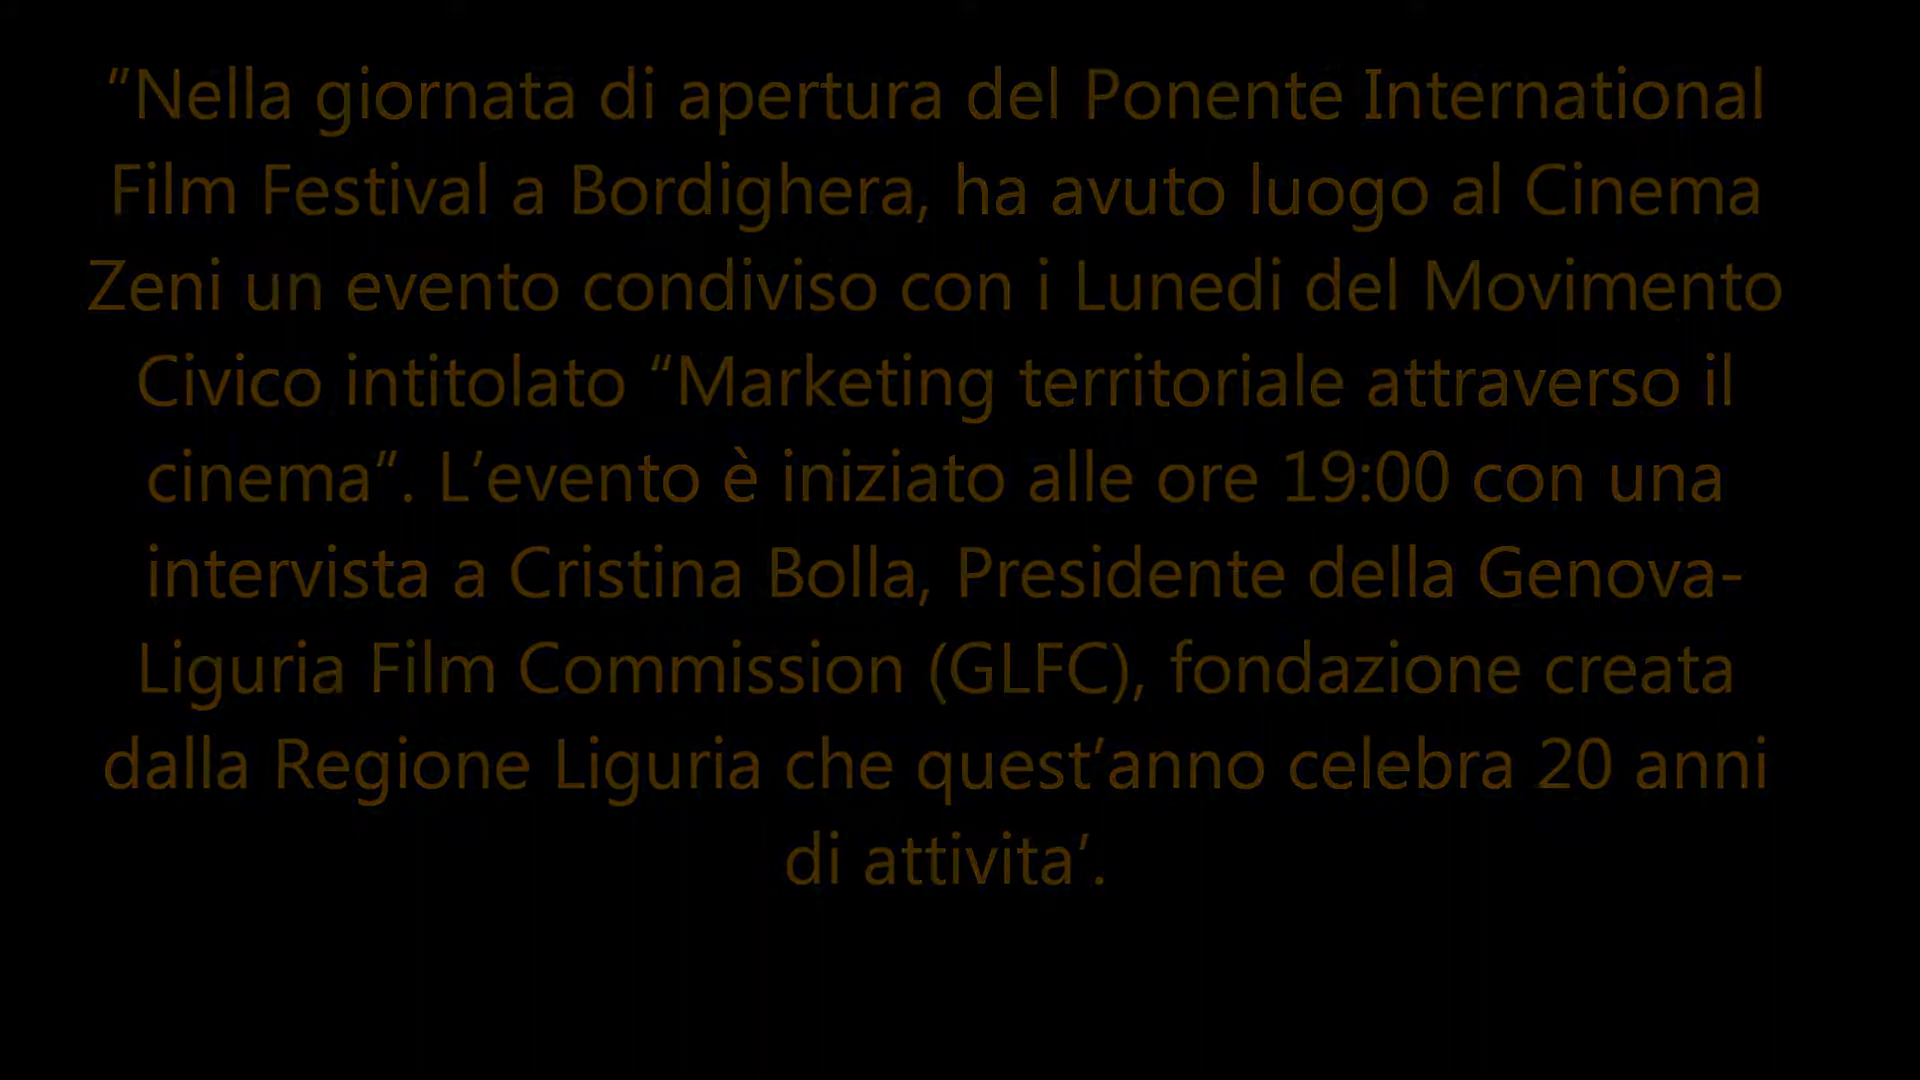 “Nella giornata di apertura del Ponente International
Film Festival a Bordighera, ha avuto luogo al Cinema
Zeni un evento condiviso con i Lunedi del Movimento
Civico intitolato “Marketing territoriale attraverso il
cinema”. L’evento è iniziato alle ore 19:00 con una
intervista a Cristina Bolla, Presidente della Genova-
Liguria Film Commission (GLFC), fondazione creata
dalla Regione Liguria che quest’anno celebra 20 anni
di attivita’.